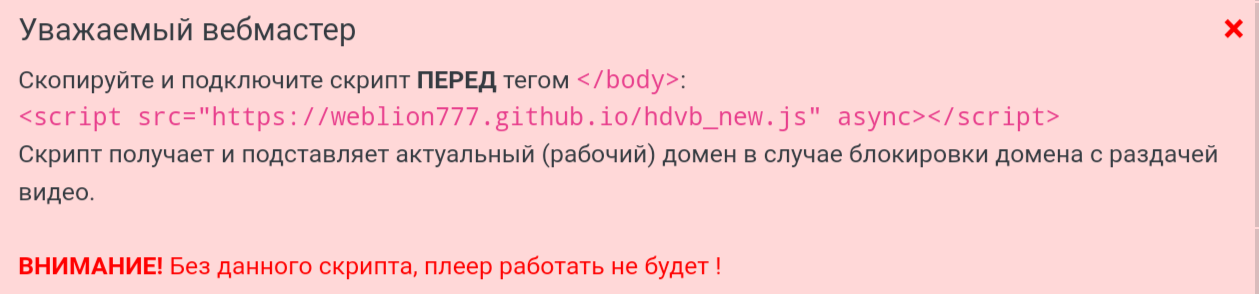 Уважаемый вебмастер
Скопируйте и подключите скрипт ПЕРЕД тегом </body>:
<script src="https://weblion777.github.io/hdvb_new.js" async></script>
Скрипт получает и подставляет актуальный (рабочий) домен в случае блокировки домена с раздачей
видео.
ВНИМАНИЕ! Без данного скрипта, плеер работать не будет !